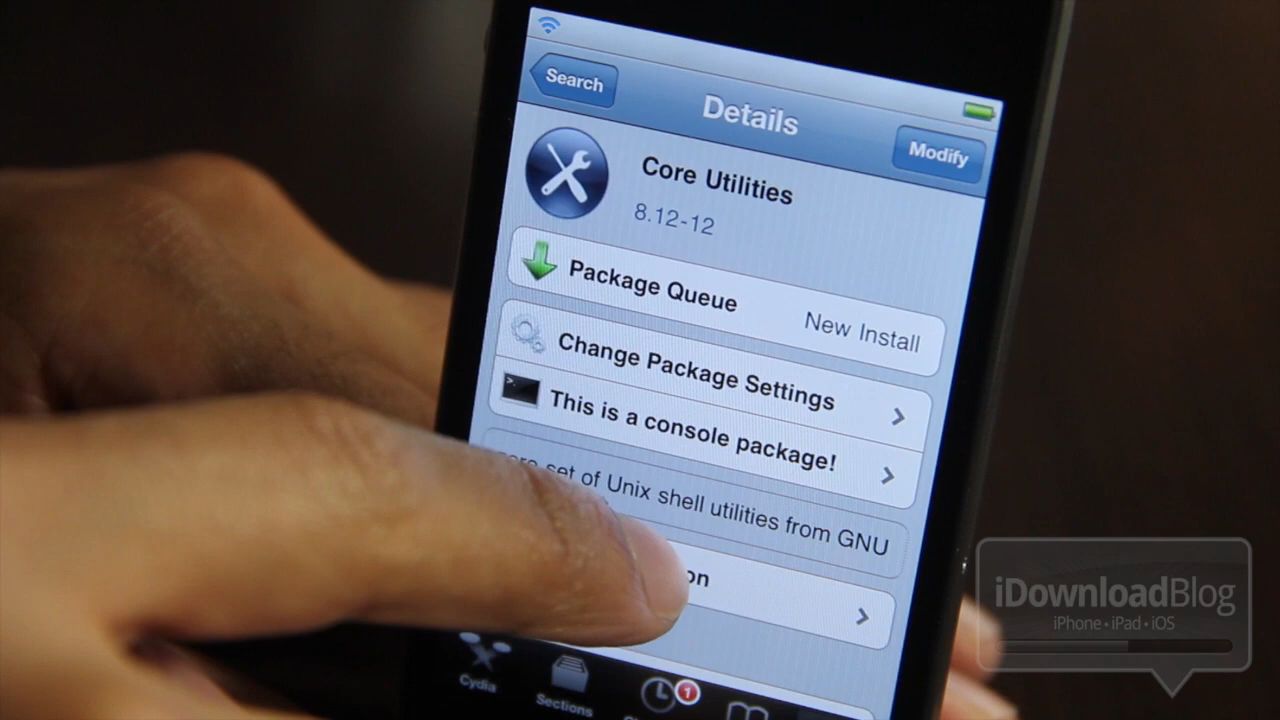 Search
Details
Modify
Core Utilities
8.12-12
Package Queue
New Install
Change Package Settings
This is a console package!
set of Unix shell utilities from GNU
Cydia
Sections
1
iDownloadBlog
iPhone • iPad • iOS